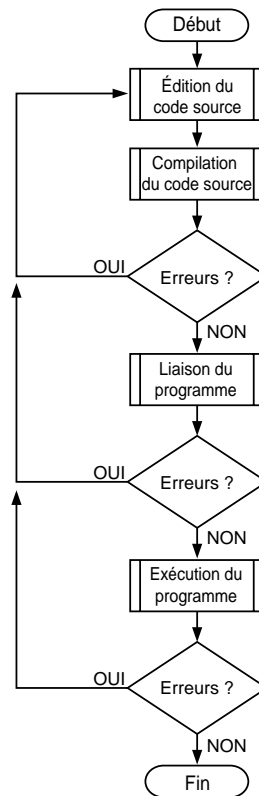 Début
Édition du
code source
Compilation
du code source
OUI
Erreurs ?
NON
Liaison du
programme
OUI
Erreurs ?
NON
Exécution du
programme
OUI
Erreurs ?
NON
Fin